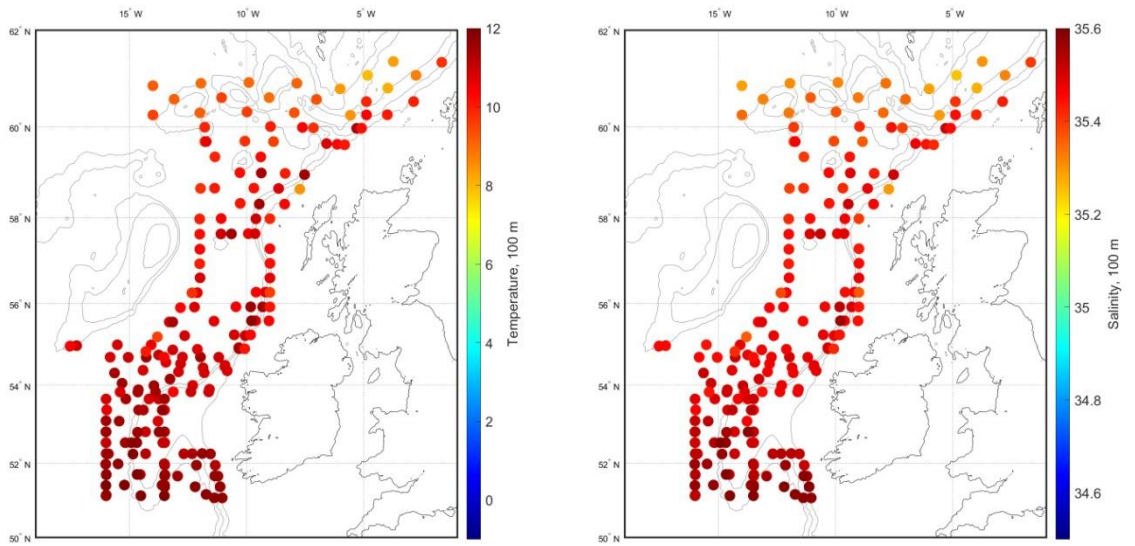 15° W 10° W 5° W
62° N
60° N
58° N
56° N
54° N
52° N
50° N
12
10
8
6
4
2
0
Temperature, 100 m
15° W 10° W 5° W
62° N
60° N
58° N
56° N
54° N
52° N
50° N
35.6
35.4
35.2
35
34.8
34.6
Salinity, 100 m